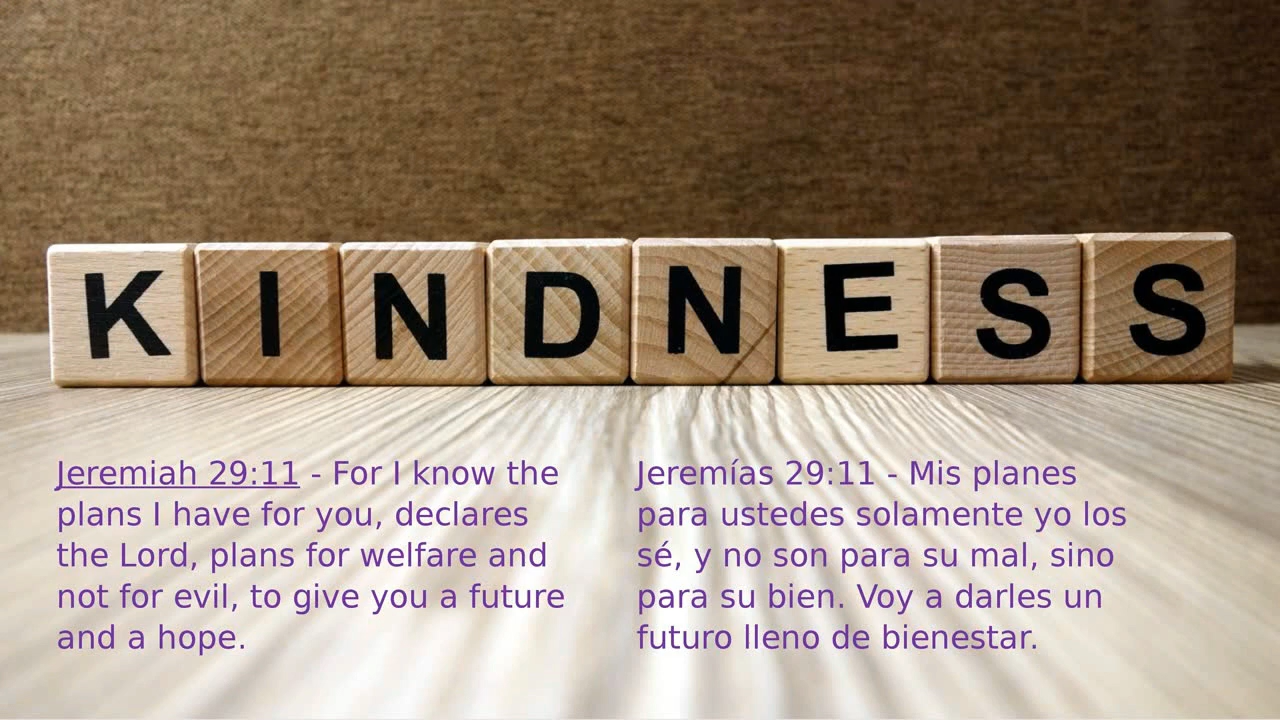 KINDNESS
Jeremiah 29:11 - For I know the
plans I have for you, declares
the Lord, plans for welfare and
not for evil, to give you a future
and a hope.
Jeremías 29:11 - Mis planes
para ustedes solamente yo los
sé, y no son para su mal, sino
para su bien. Voy a darles un
futuro lleno de bienestar.